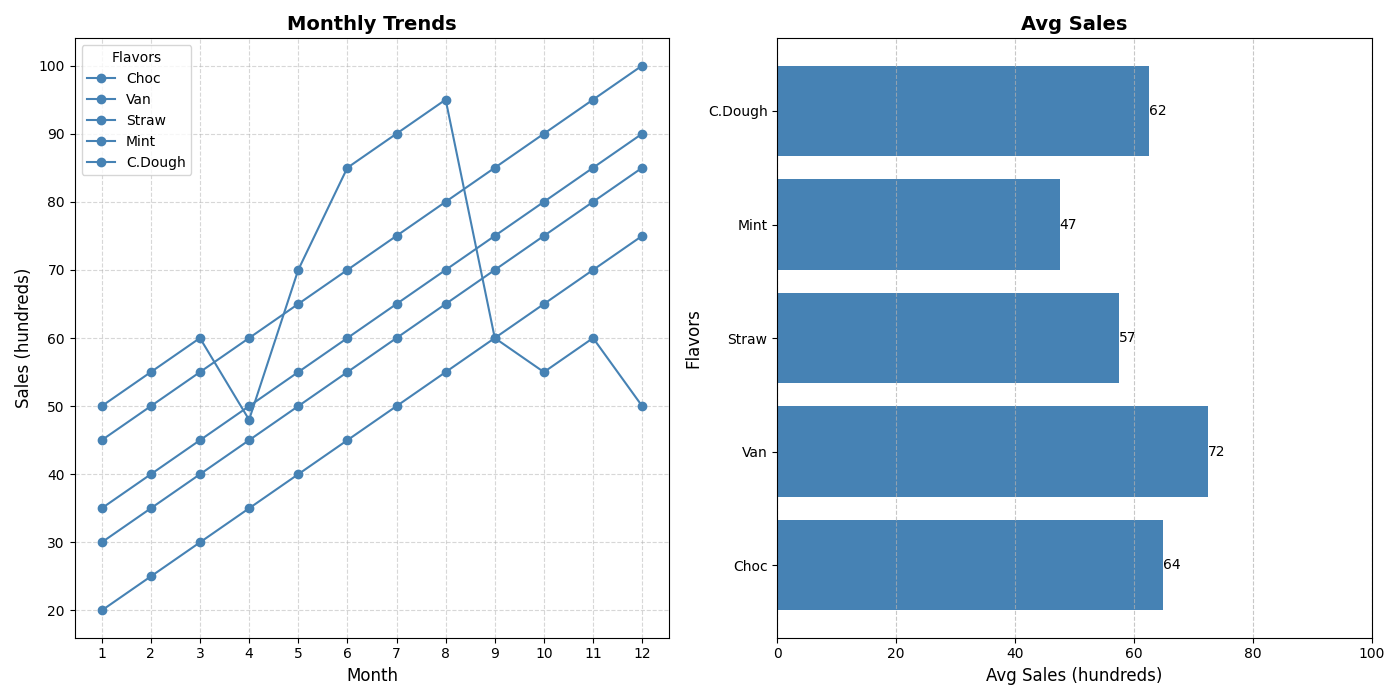 Monthly Trends
Sales (hundreds)
100
90
80
70
60
50
40
30
20
Flavors
Choc
Van
Straw
Mint
C.Dough
1 2 3 4 5 6 7 8 9 10 11 12
Month
Avg Sales
Flavors
C.Dough 62
Mint 47
Straw 57
Van 72
Choc 64
0 20 40 60 80 100
Avg Sales (hundreds)